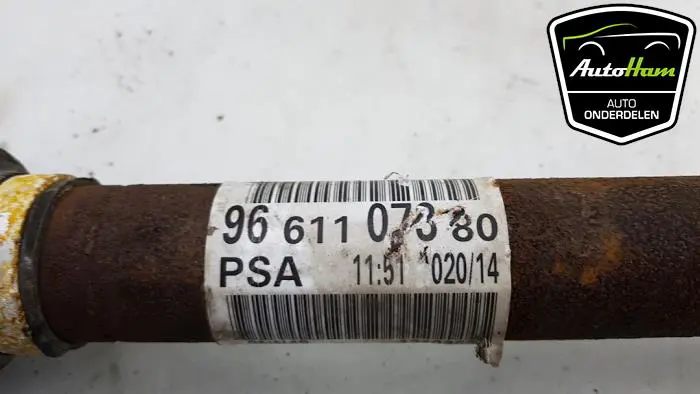 AutoHam
AUTO
ONDERDELEN
96 611 073 80
PSA 11:51 020/14